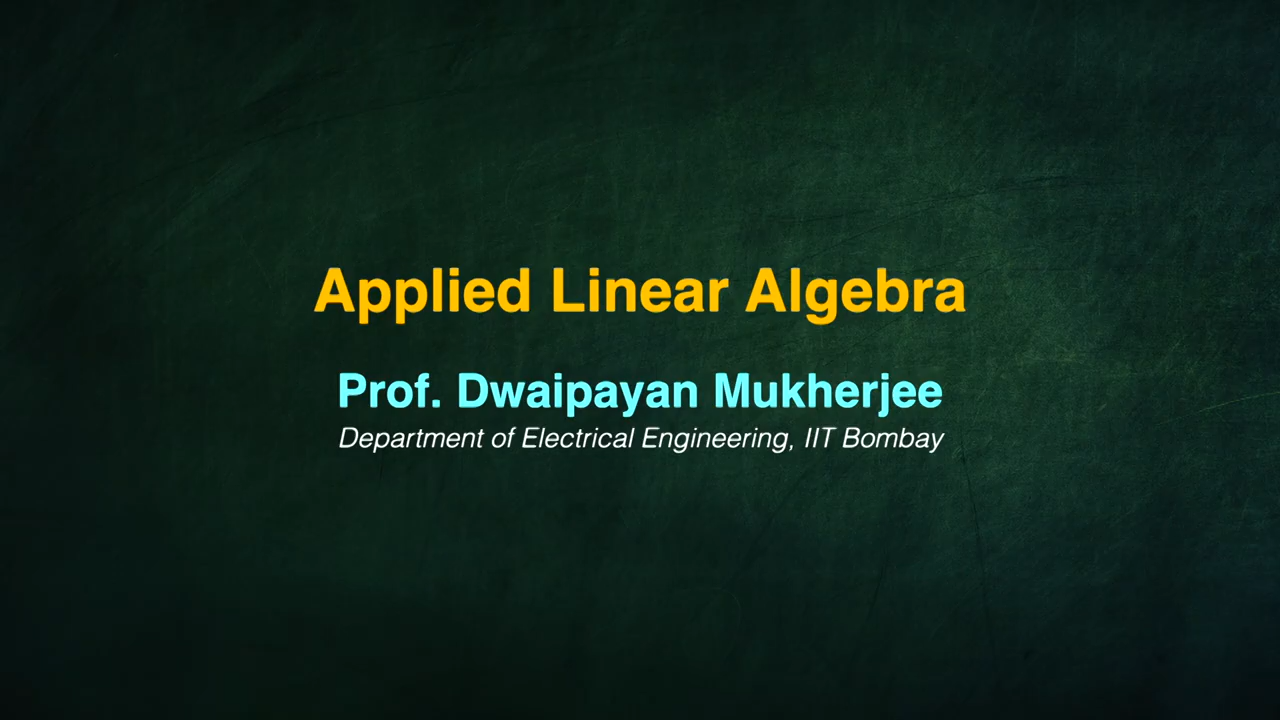 Applied Linear Algebra
Prof. Dwaipayan Mukherjee
Department of Electrical Engineering, IIT Bombay